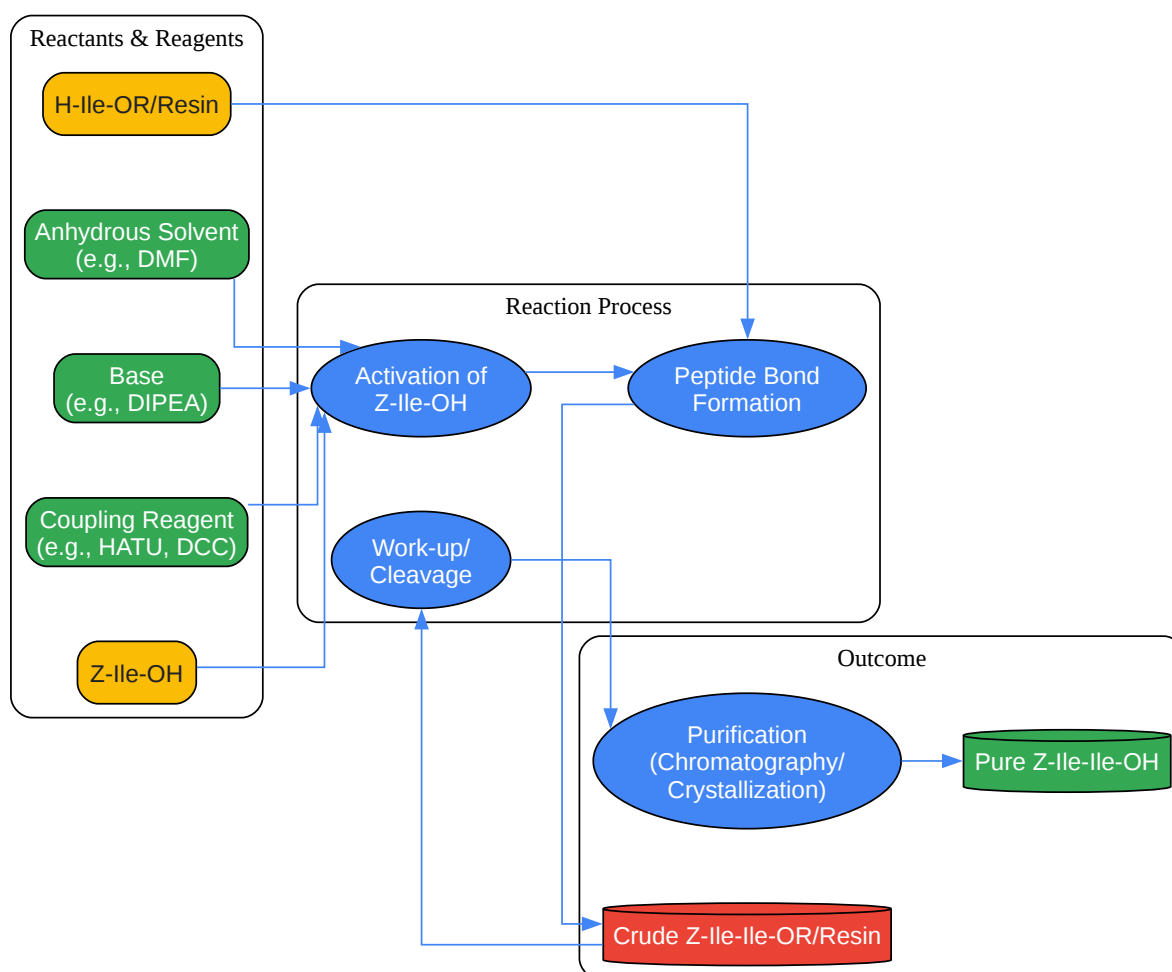 Reactants & Reagents
H-Ile-OR/Resin
Anhydrous Solvent
(e.g., DMF)
Base
(e.g., DIPEA)
Coupling Reagent
(e.g., HATU, DCC)
Z-Ile-OH
Reaction Process
Activation of
Z-Ile-OH
Peptide Bond
Formation
Work-up/
Cleavage
Outcome
Purification
(Chromatography/
Crystallization)
Pure Z-Ile-Ile-OH
Crude Z-Ile-Ile-OR/Resin